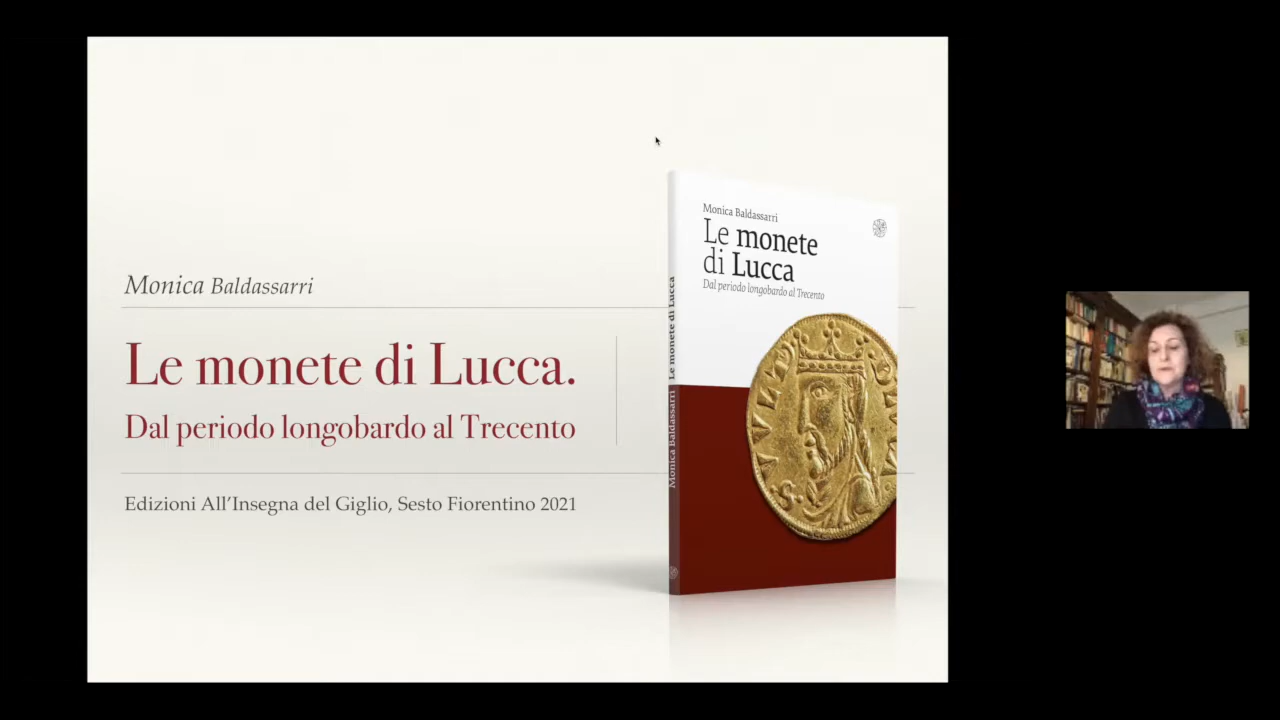 Monica Baldassarri
Le monete di Lucca.
Dal periodo longobardo al Trecento
Edizioni All’Insegna del Giglio, Sesto Fiorentino 2021
Monica Baldassarri
Le monete
di Lucca
Dal periodo longobardo al Trecento
Monica Baldassarri Le monete di Lucca